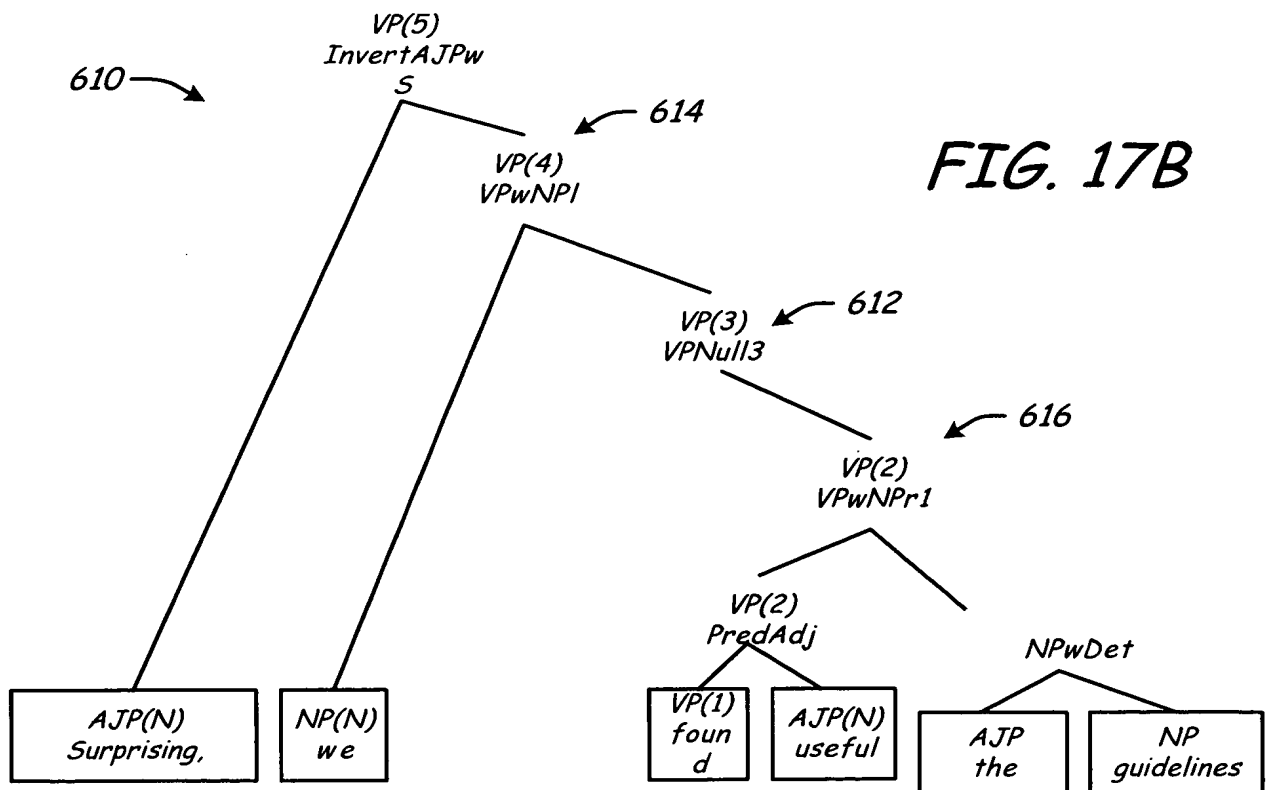 VP(5)
InvertAJPw
S
610
614
VP(4)
VPwNPl
FIG. 17B
612
VP(3)
VPNull3
616
VP(2)
VPwNPr1
VP(2)
PredAdj
NPwDet
AJP(N)
Surprising,
NP(N)
we
VP(1)
foun
d
AJP(N)
useful
AJP
the
NP
guidelines